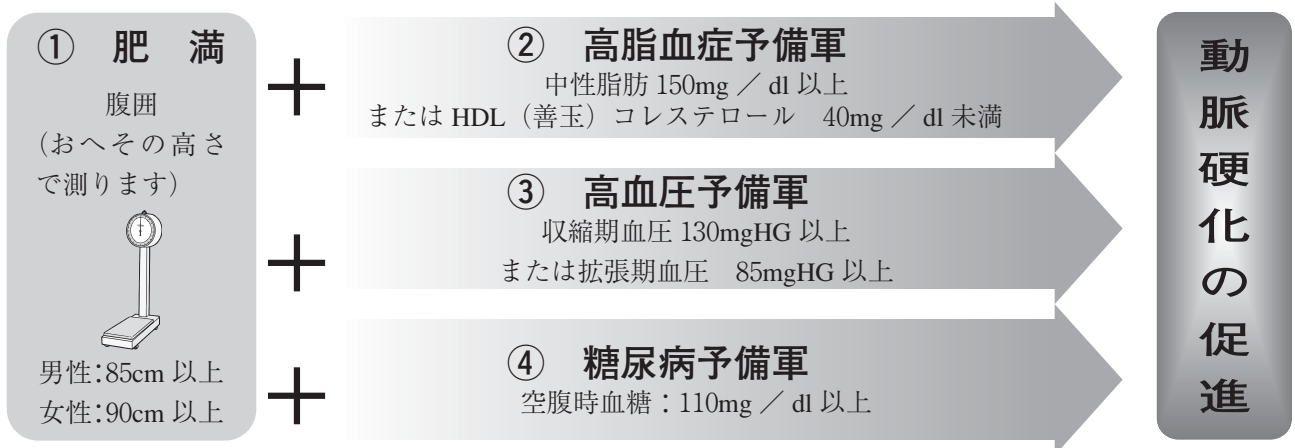 ① 肥 満
腹囲
(おへその高さ
で測ります)
男性:85cm 以上
女性:90cm 以上
② 高脂血症予備軍
中性脂肪 150mg ／ dl 以上
または HDL（善玉）コレステロール 40mg ／ dl 未満
③ 高血圧予備軍
収縮期血圧 130mgHG 以上
または拡張期血圧 85mgHG 以上
④ 糖尿病予備軍
空腹時血糖：110mg ／ dl 以上
動脈硬化の促進